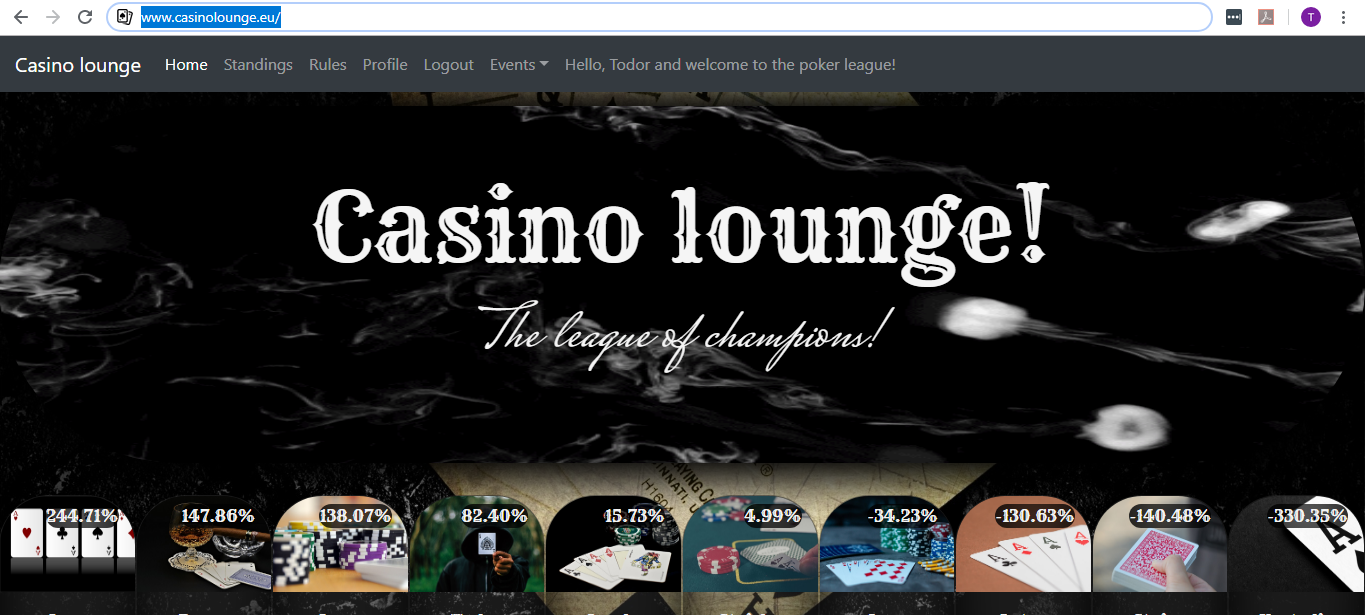 www.casinolounge.eu/
T
Casino lounge Home Standings Rules Profile Logout Events Hello, Todor and welcome to the poker league!
Casino lounge!
The league of champions!
244.71% 147.86% 138.07% 82.40% 15.73% 4.99% -34.23% -130.63% -140.48% -330.35%